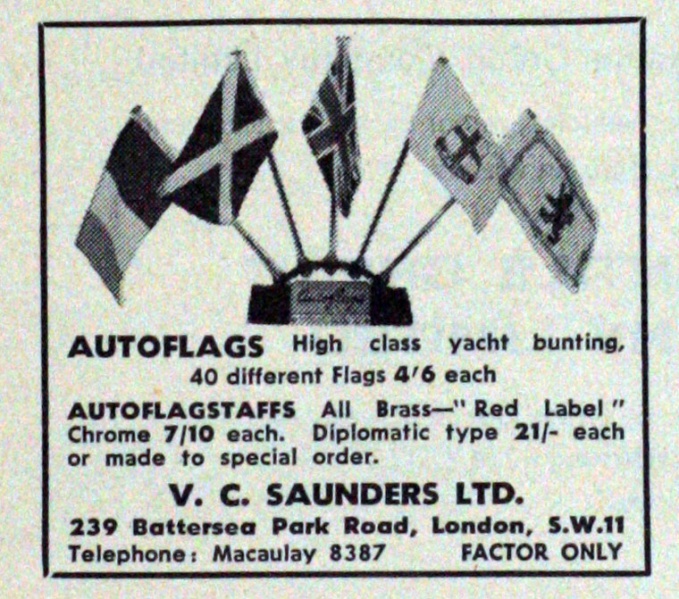 AUTOFLAGS High class yacht bunting,
40 different Flags 4/6 each
AUTOFLAGSTAFFS All Brass—"Red Label"
Chrome 7/10 each. Diplomatic type 21/- each
or made to special order.
V. C. SAUNDERS LTD.
239 Battersea Park Road, London, S.W.11
Telephone: Macaulay 8387 FACTOR ONLY